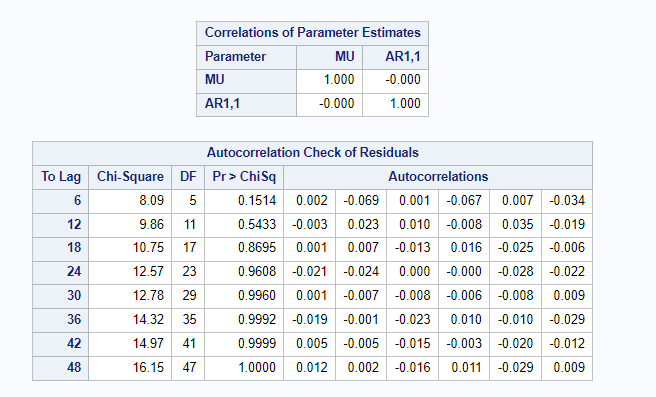 Correlations of Parameter Estimates
Parameter MU AR1,1
MU 1.000 -0.000
AR1,1 -0.000 1.000
Autocorrelation Check of Residuals
To Lag Chi-Square DF Pr > ChiSq Autocorrelations
6 8.09 5 0.1514 0.002 -0.069 0.001 -0.067 0.007 -0.034
12 9.86 11 0.5433 -0.003 0.023 0.010 -0.008 0.035 -0.019
18 10.75 17 0.8695 0.001 0.007 -0.013 0.016 -0.025 -0.006
24 12.57 23 0.9608 -0.021 -0.024 0.000 -0.000 -0.028 -0.022
30 12.78 29 0.9960 0.001 -0.007 -0.008 -0.006 -0.008 0.009
36 14.32 35 0.9992 -0.019 -0.001 -0.023 0.010 -0.010 -0.029
42 14.97 41 0.9999 0.005 -0.005 -0.015 -0.003 -0.020 -0.012
48 16.15 47 1.0000 0.012 0.002 -0.016 0.011 -0.029 0.009